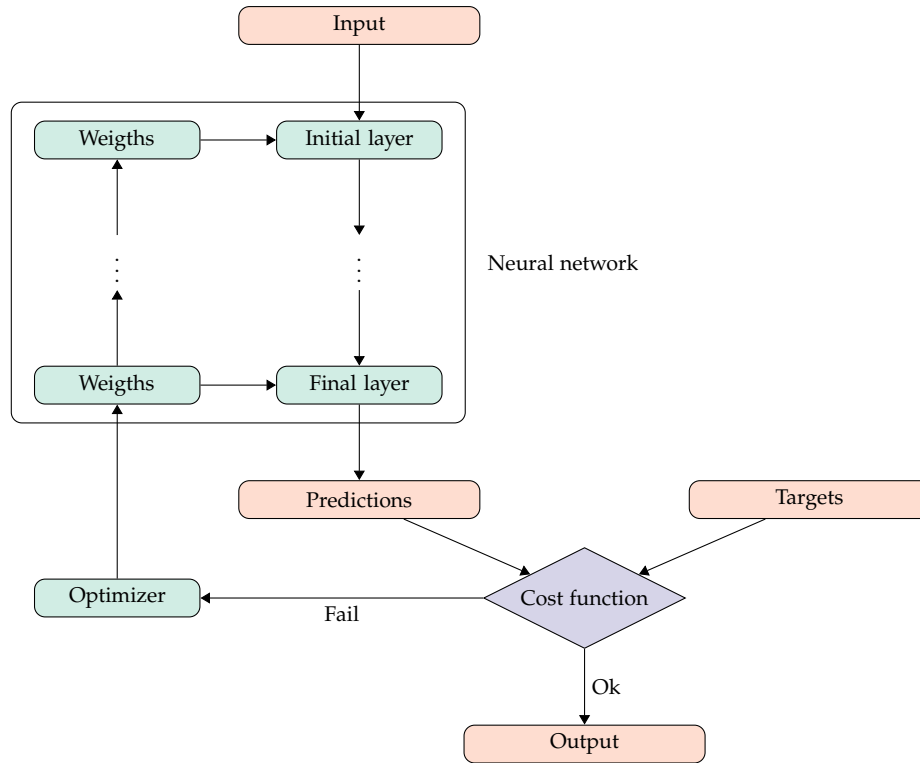 Input
Weigths
Initial layer
Neural network
Weigths
Final layer
Predictions
Targets
Optimizer
Fail
Cost function
Ok
Output